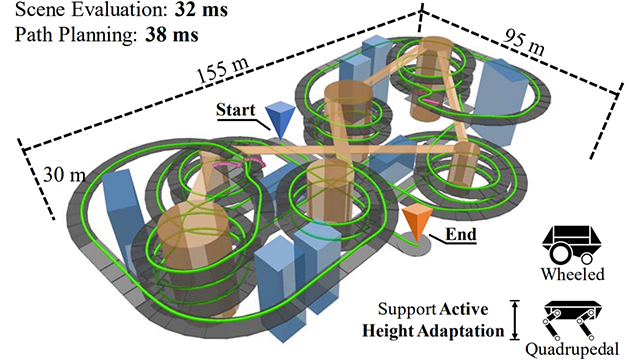 Scene Evaluation: 32 ms
Path Planning: 38 ms
155 m
95 m
Start
30 m
End
Wheeled
Support Active
Height Adaptation
Quadrupedal